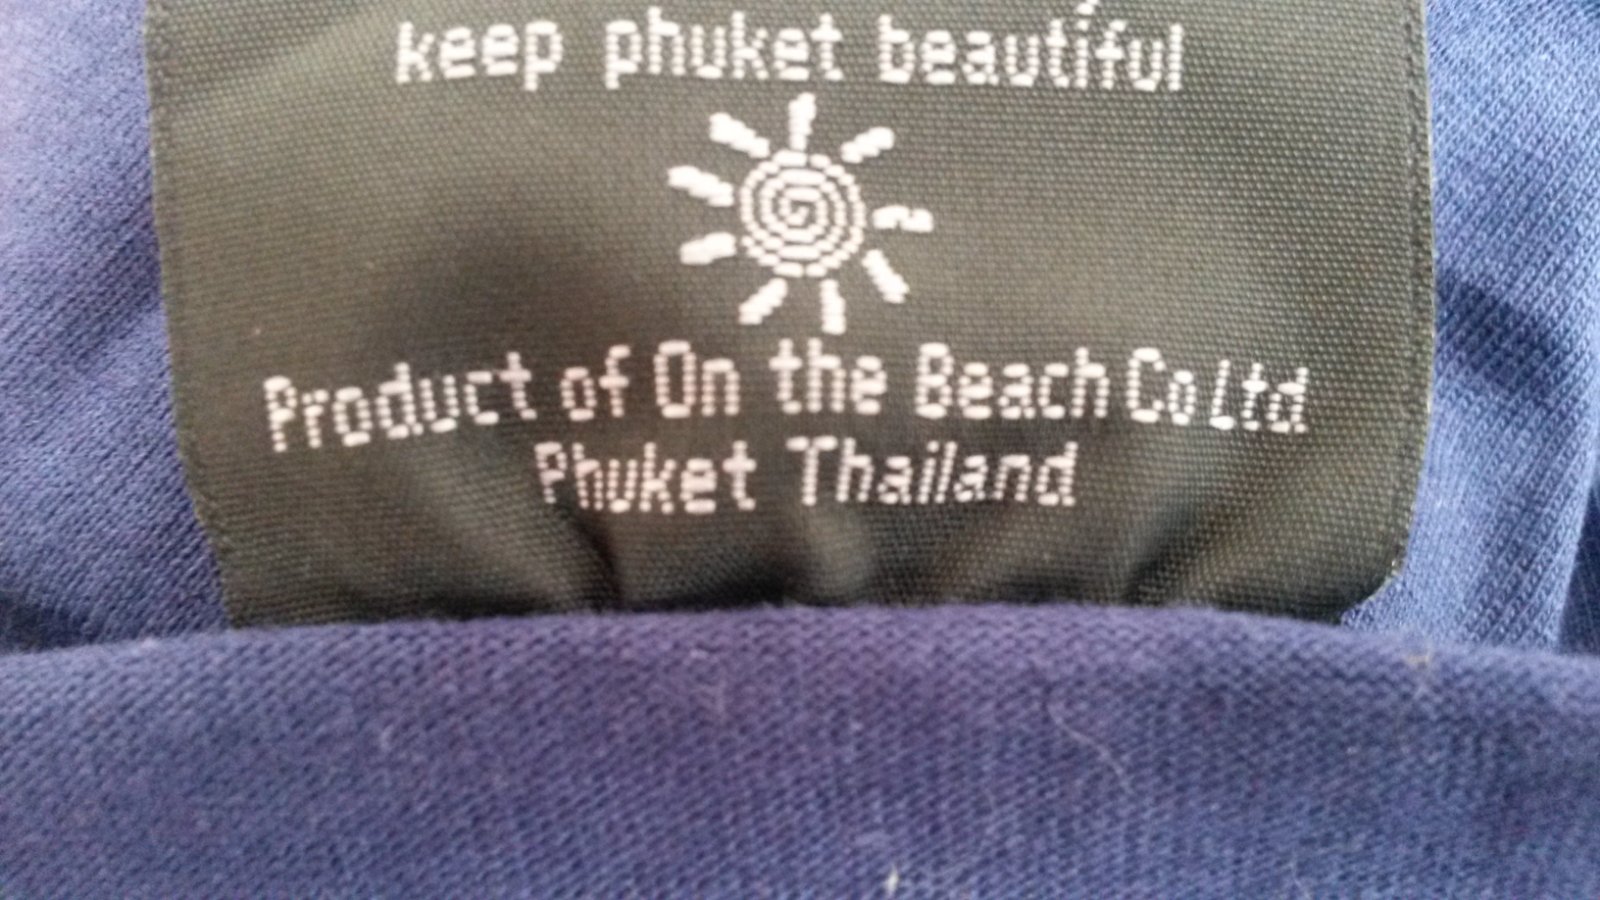 keep phuket beautiful
Product of On the Beach Co Ltd
Phuket Thailand